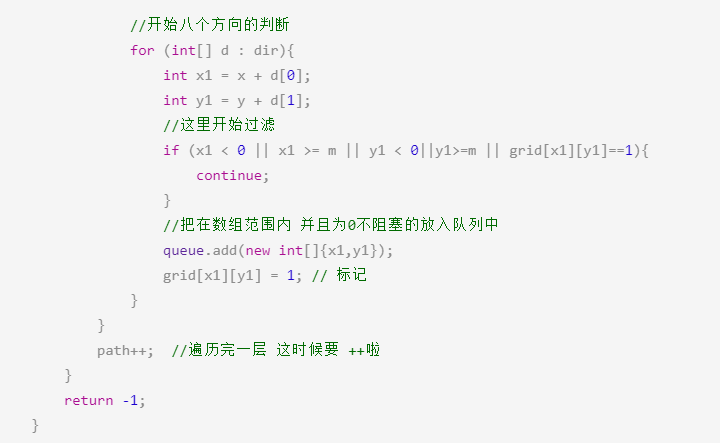 //开始八个方向的判断
for (int[] d : dir){
int x1 = x + d[0];
int y1 = y + d[1];
//这里开始过滤
if (x1 < 0 || x1 >= m || y1 < 0||y1>=m || grid[x1][y1]==1){
continue;
}
//把在数组范围内 并且为0不阻塞的放入队列中
queue.add(new int[]{x1,y1});
grid[x1][y1] = 1; // 标记
}
}
path++;  //遍历完一层 这时候要 ++啦
}
return -1;
}